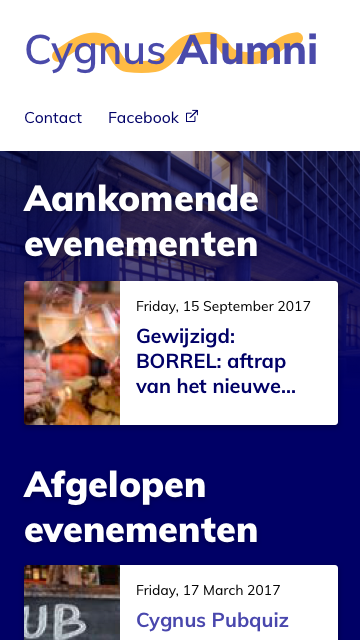 Cygnus Alumni
Contact Facebook
Aankomende
evenementen
Friday, 15 September 2017
Gewijzigd:
BORREL: aftrap
van het nieuwe...
Afgelopen
evenementen
Friday, 17 March 2017
UB
Cygnus Pubquiz